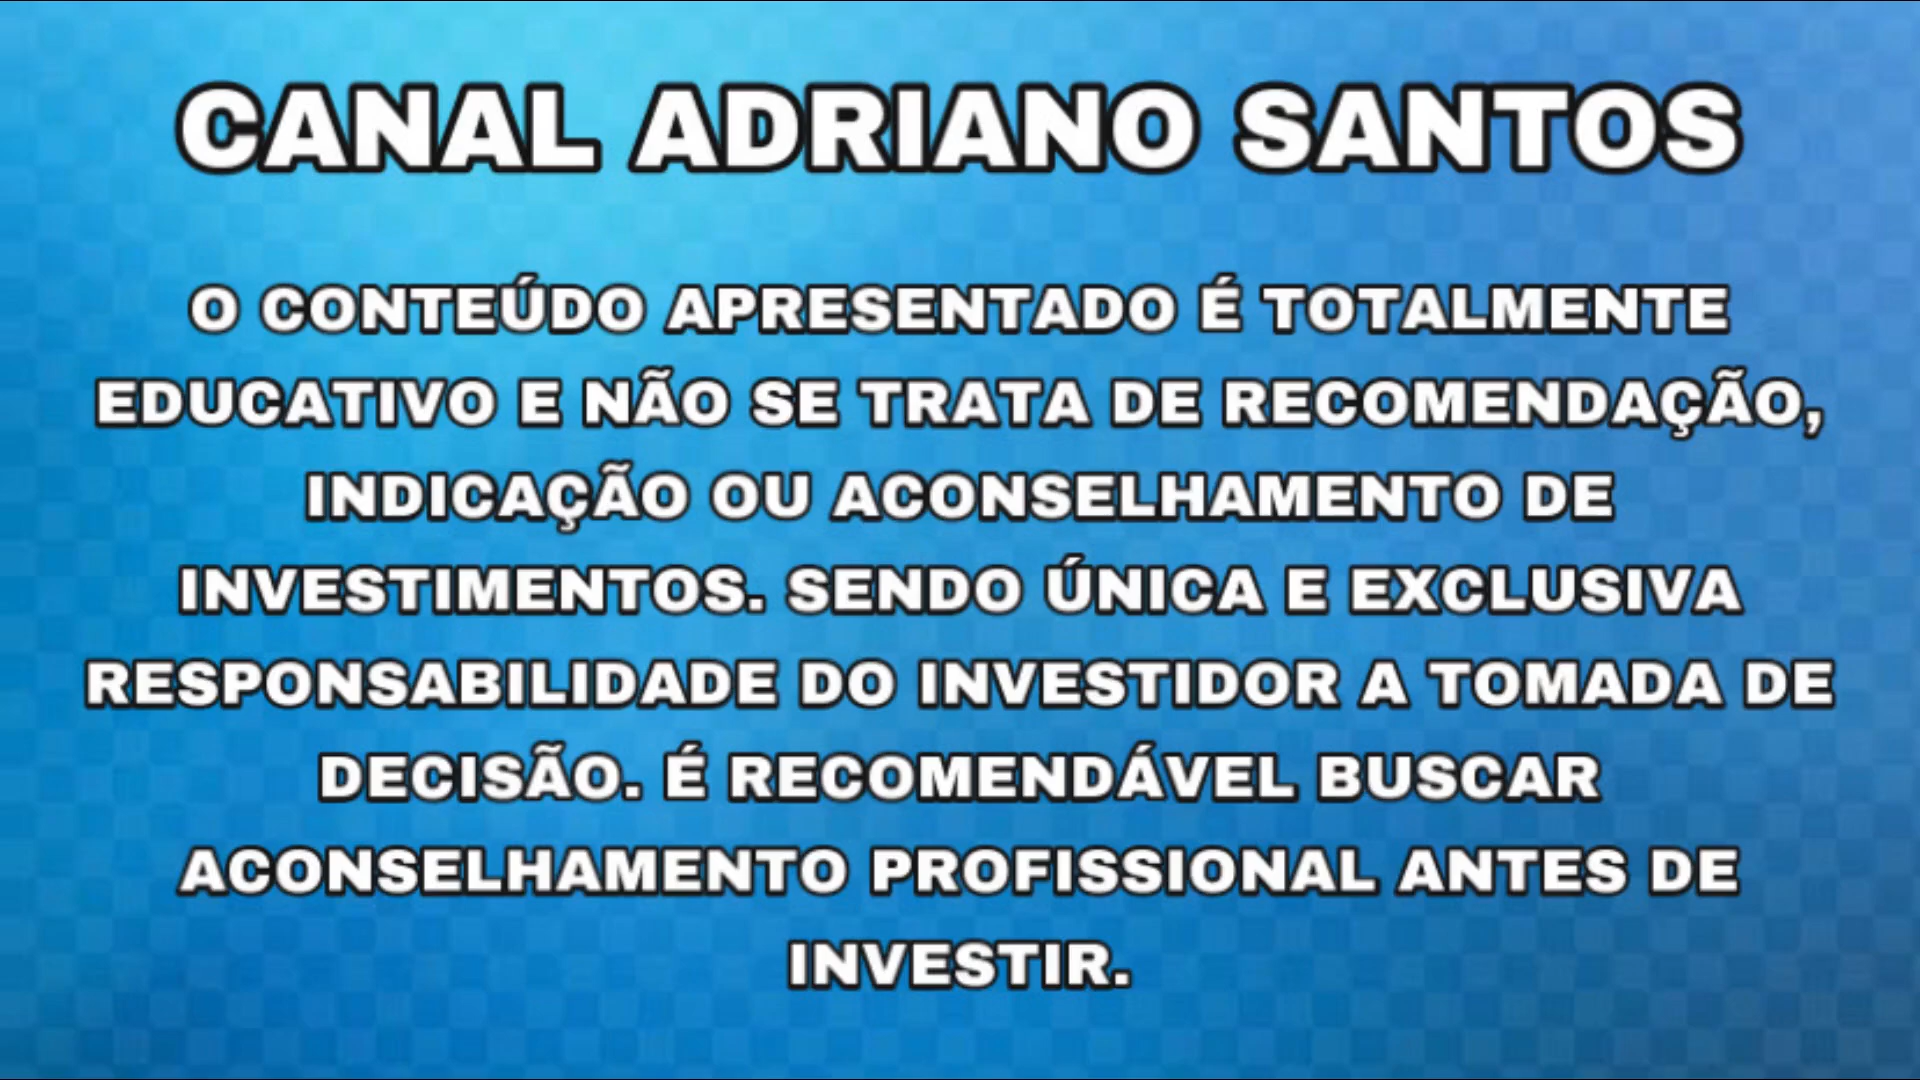 CANAL ADRIANO SANTOS
O CONTEÚDO APRESENTADO É TOTALMENTE
EDUCATIVO E NÃO SE TRATA DE RECOMENDAÇÃO,
INDICAÇÃO OU ACONSELHAMENTO DE
INVESTIMENTOS. SENDO ÚNICA E EXCLUSIVA
RESPONSABILIDADE DO INVESTIDOR A TOMADA DE
DECISÃO. É RECOMENDÁVEL BUSCAR
ACONSELHAMENTO PROFISSIONAL ANTES DE
INVESTIR.